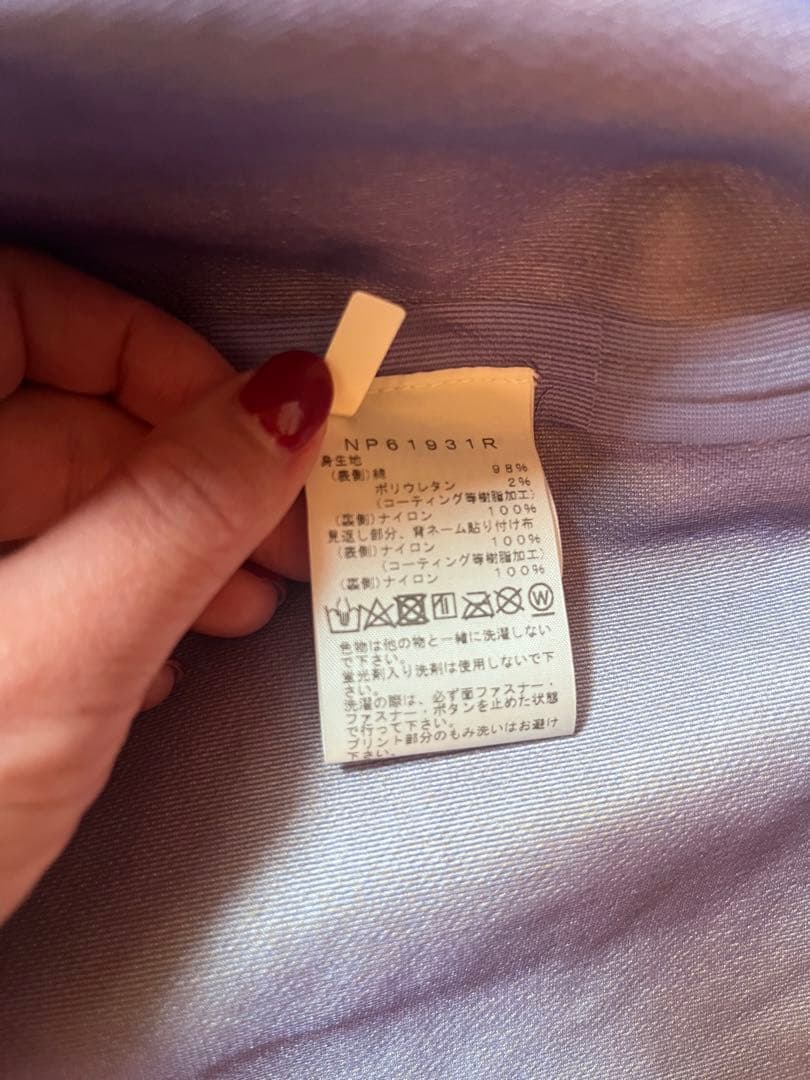 NP61931R
身生地
(表側)綿 98%
ポリウレタン 2%
(コーティング等樹脂加工)
(裏側)ナイロン 100%
見返し部分、背ネーム貼り付け布
(表側)ナイロン 100%
(コーティング等樹脂加工)
(裏側)ナイロン 100%
W
色物は他の物と一緒に洗濯しない
で下さい。
蛍光剤入り洗剤は使用しないで下
さい。
洗濯の際は、必ず面ファスナー・
ファスナー・ボタンを止めた状態
で行って下さい。
プリント部分のもみ洗いはお避け
下さい。